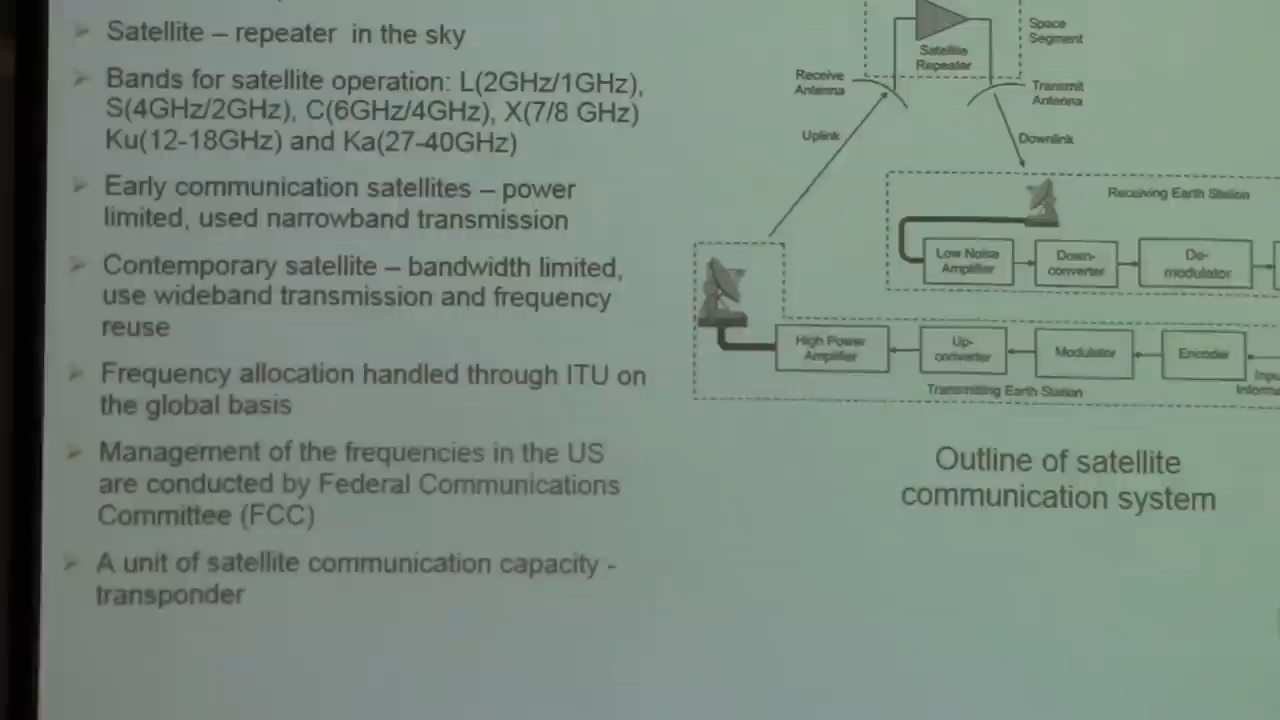 Satellite – repeater in the sky
Bands for satellite operation: L(2GHz/1GHz),
S(4GHz/2GHz), C(6GHz/4GHz), X(7/8 GHz)
Ku(12-18GHz) and Ka(27-40GHz)
Early communication satellites – power
limited, used narrowband transmission
Contemporary satellite – bandwidth limited,
use wideband transmission and frequency
reuse
Frequency allocation handled through ITU on
the global basis
Management of the frequencies in the US
are conducted by Federal Communications
Committee (FCC)
A unit of satellite communication capacity -
transponder
Space
Segment
Satellite
Repeater
Receive
Antenna
Transmit
Antenna
Uplink
Downlink
Receiving Earth Station
Low Noise
Amplifier
Down-
converter
De-
modulator
High Power
Amplifier
Up-
converter
Modulator
Encoder
Transmitting Earth Station
Outline of satellite
communication system